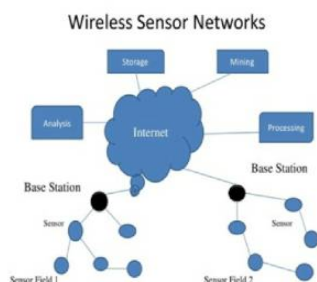 Wireless Sensor Networks
Storage
Mining
Analysis
Internet
Processing
Base Station
Base Station
Sensor
Sensor
Sensor Field 1
Sensor Field 2